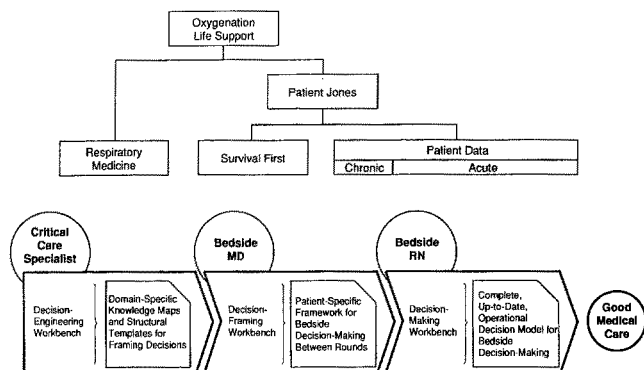 Oxygenation
Life Support
Patient Jones
Respiratory
Medicine
Survival First
Patient Data
Chronic
Acute
Critical
Care
Specialist
Decision-
Engineering
Workbench
Domain-Specific
Knowledge Maps
and Structural
Templates for
Framing Decisions
Bedside
MD
Decision-
Framing
Workbench
Patient-Specific
Framework for
Bedside
Decision-Making
Between Rounds
Bedside
RN
Decision-
Making
Workbench
Complete,
Up-to-Date,
Operational
Decision Model for
Bedside
Decision-Making
Good
Medical
Care